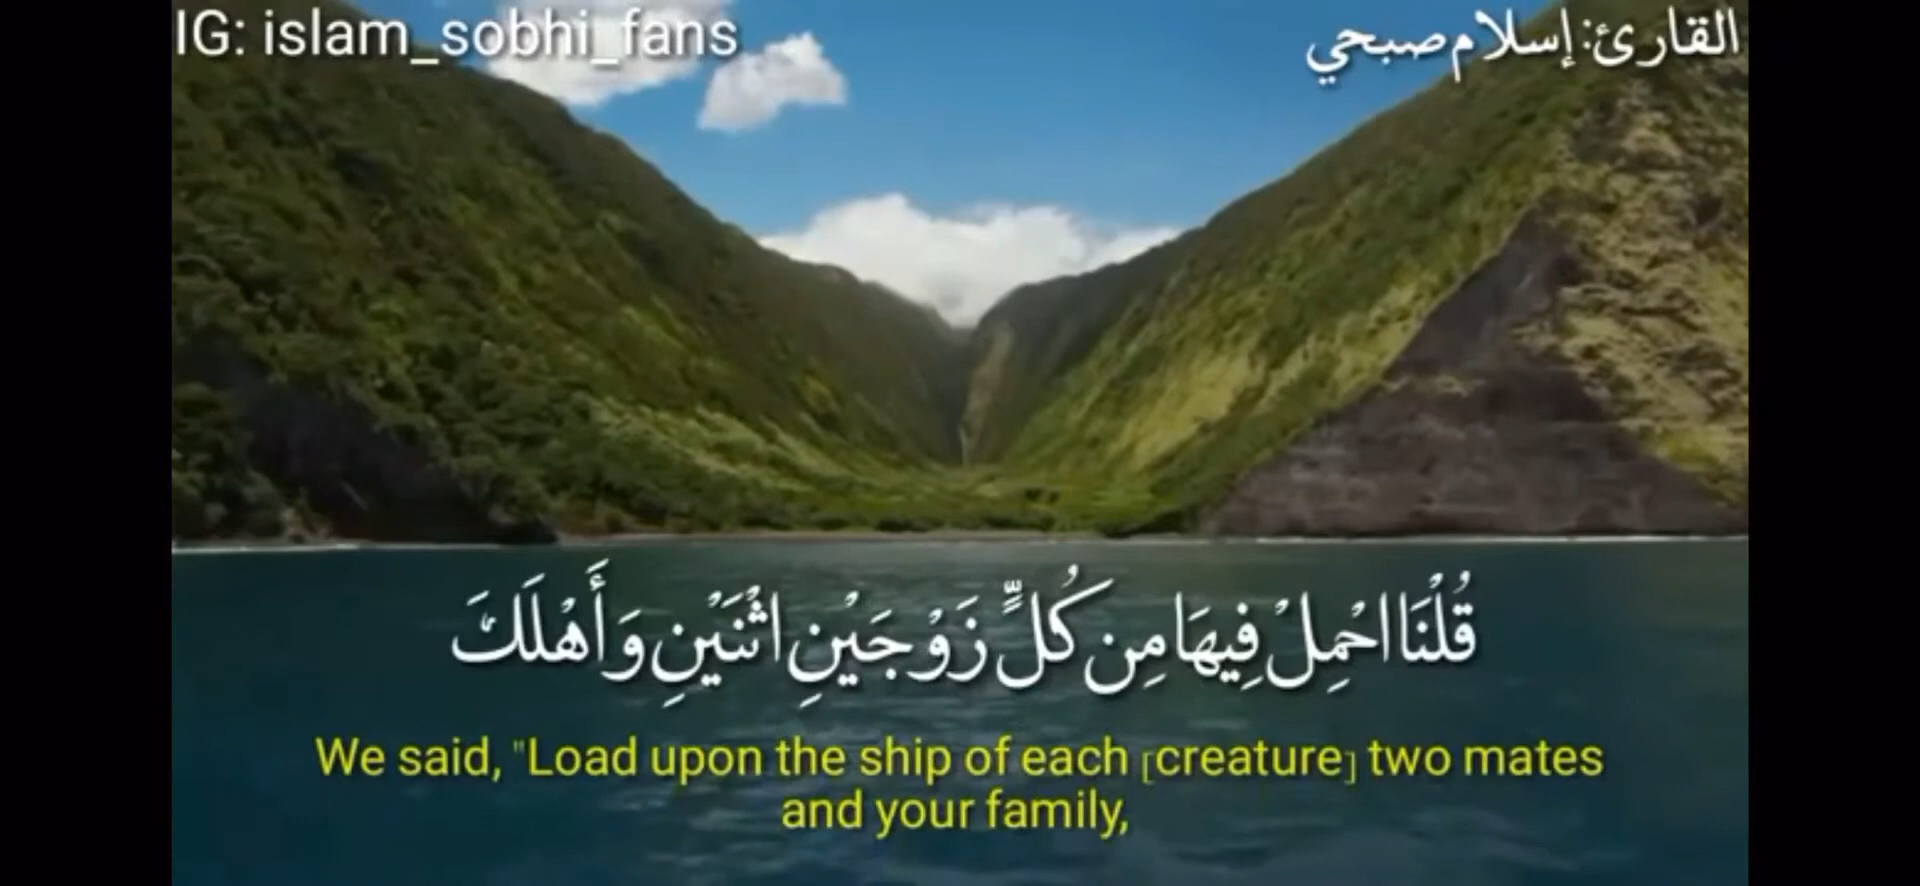 IG: islam_sobhi_fans
القارئ: إسلام صبحي
قُلْنَا احْمِلْ فِيهَا مِن كُلٍّ زَوْجَيْنِ اثْنَيْنِ وَأَهْلَكَ
We said, "Load upon the ship of each [creature] two mates
and your family,